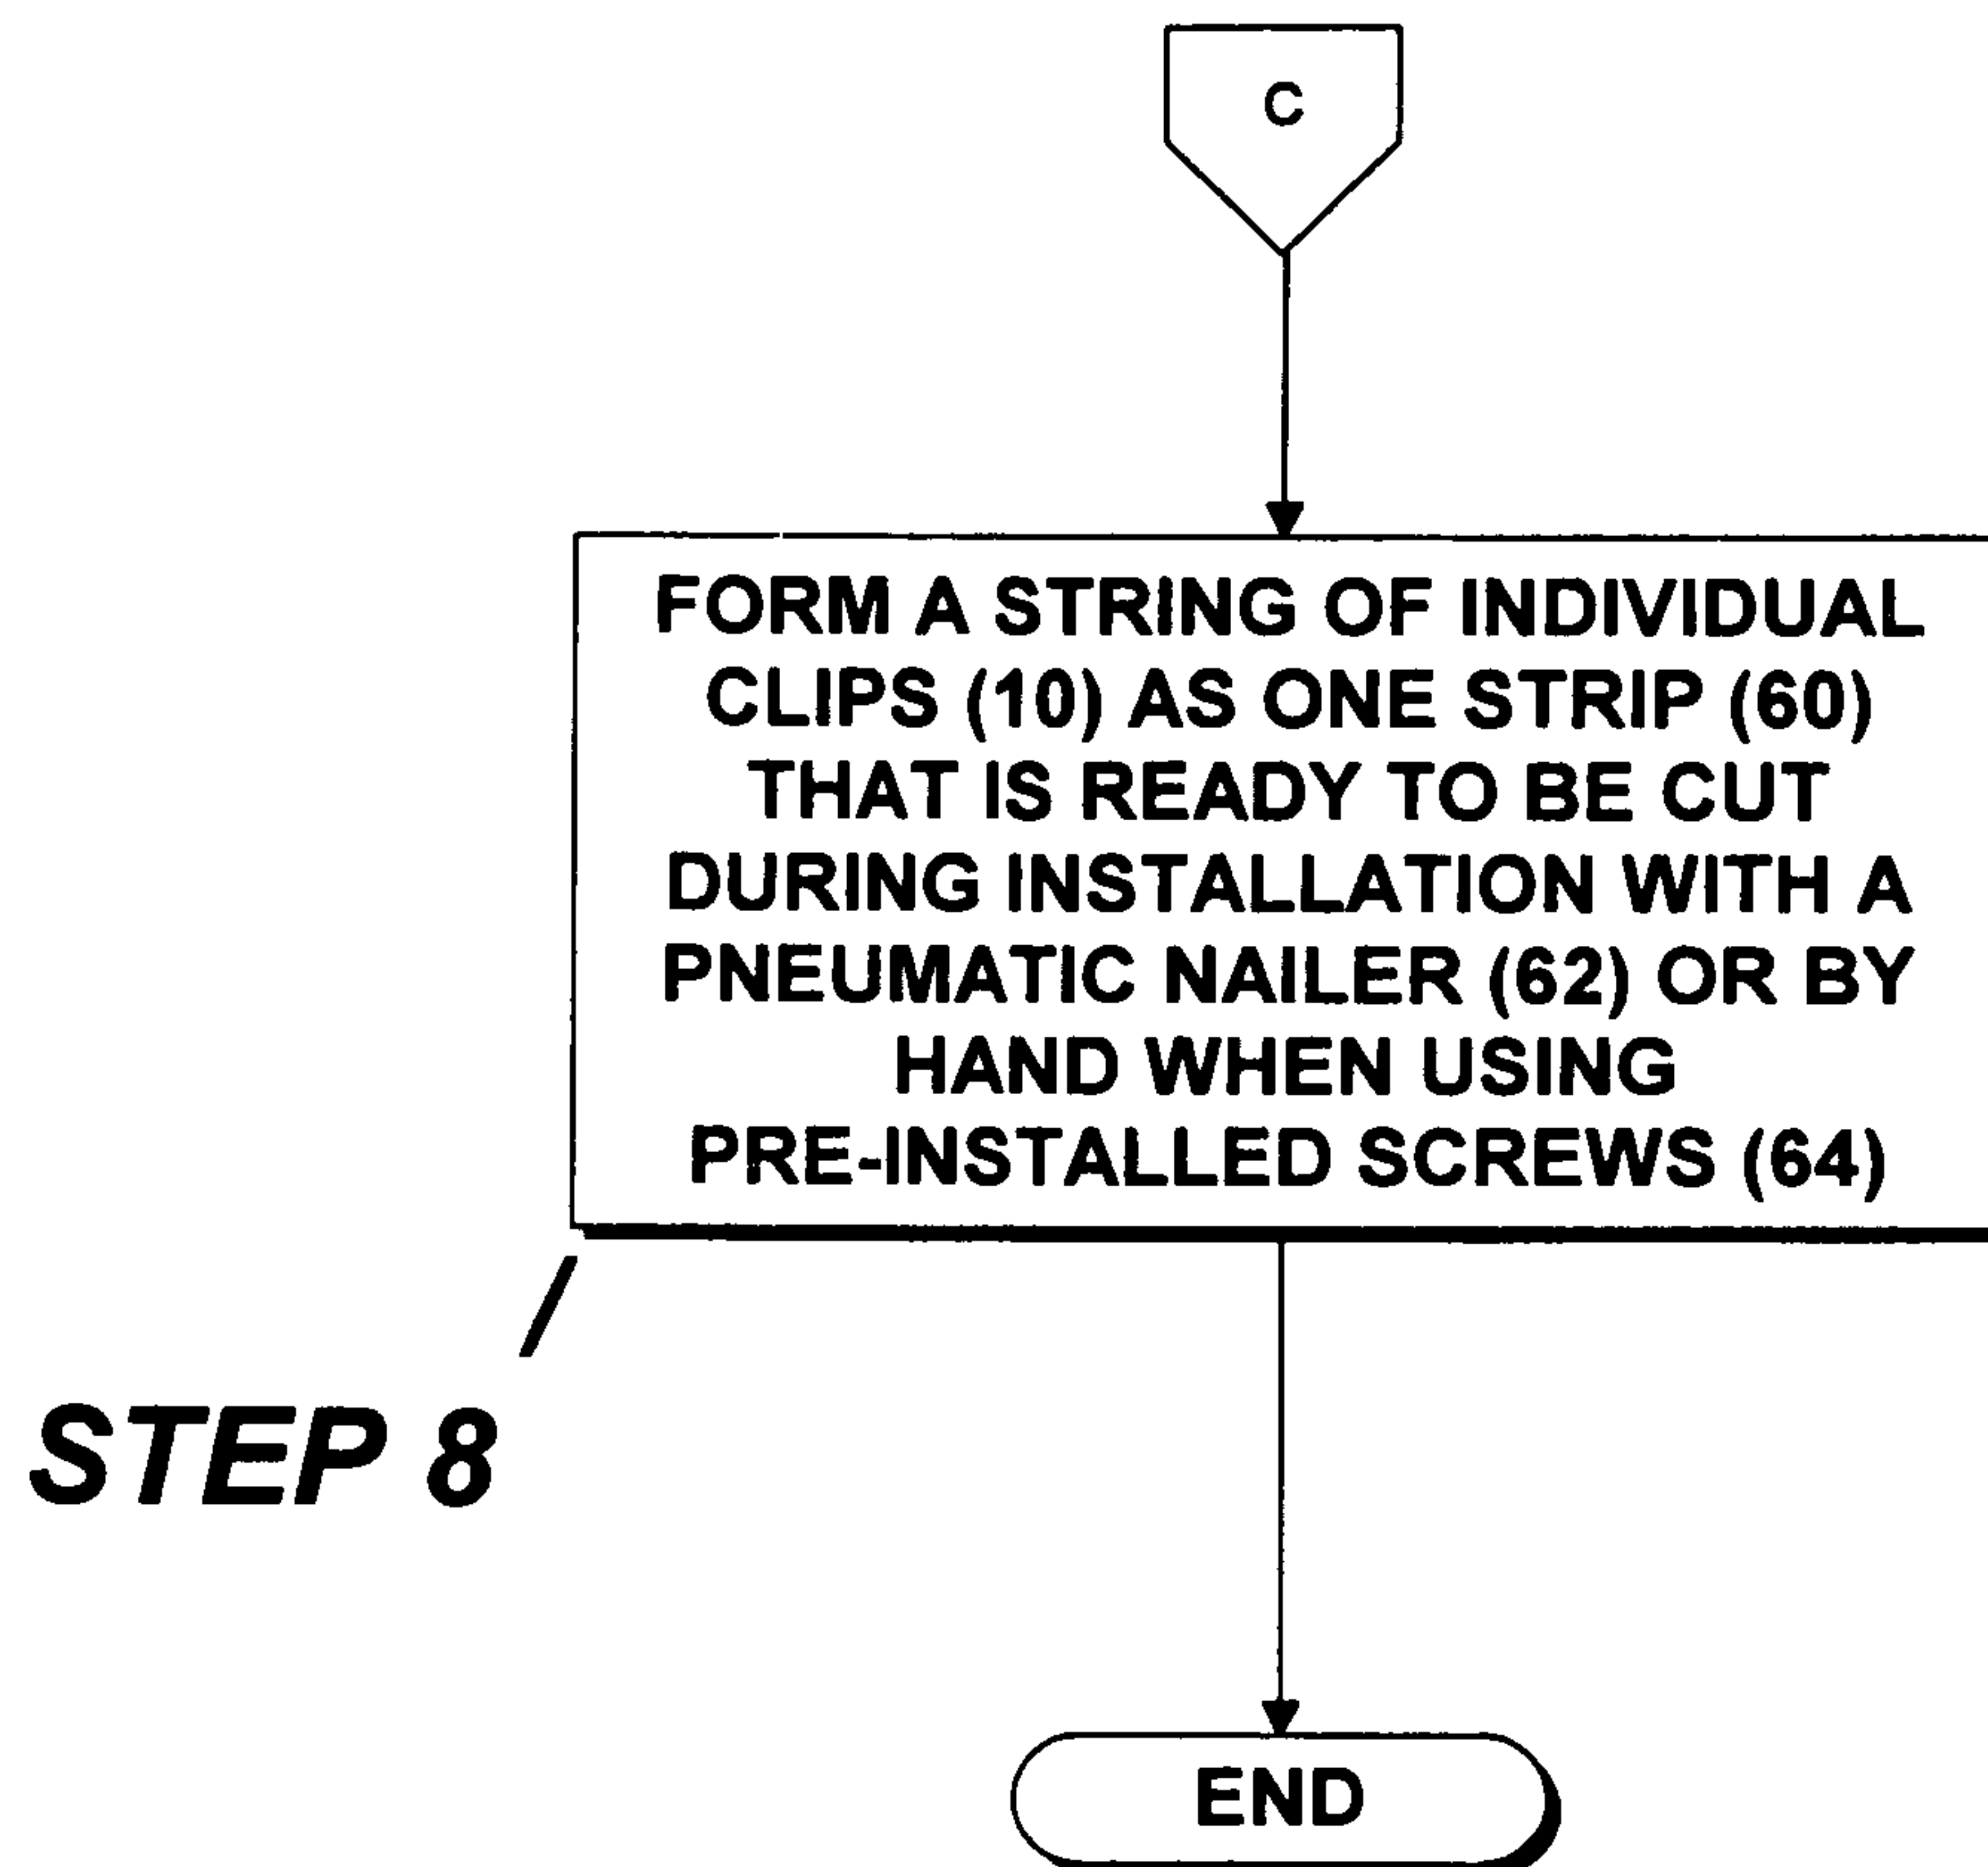 C
FORM A STRING OF INDIVIDUAL
CLIPS (10) AS ONE STRIP (60)
THAT IS READY TO BE CUT
DURING INSTALLATION WITH A
PNEUMATIC NAILER (62) OR BY
HAND WHEN USING
PRE-INSTALLED SCREWS (64)
STEP 8
END